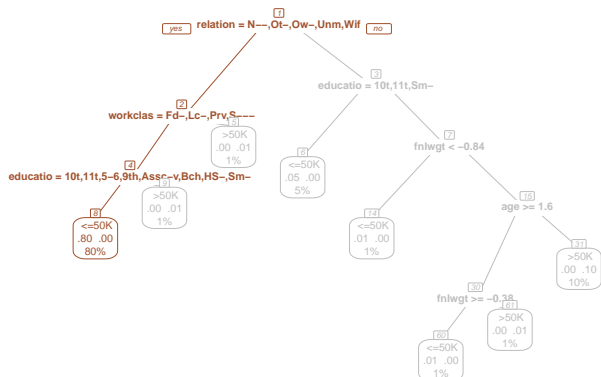 1
yes relation = N−−,Ot−,Ow−,Unm,Wif no
3
educatio = 10t,11t,Sm−
2
workclas = Fd−,Lc−,Prv,S−−−
5
>50K
.00 .01
1%
7
fnlwgt < −0.84
6
<=50K
.05 .00
5%
4
educatio = 10t,11t,5−6,9th,Assc−v,Bch,HS−,Sm−
9
>50K
.00 .01
1%
15
age >= 1.6
8
<=50K
.80 .00
80%
14
<=50K
.01 .00
1%
31
>50K
.00 .10
10%
30
fnlwgt >= −0.38
61
>50K
.00 .01
1%
60
<=50K
.01 .00
1%